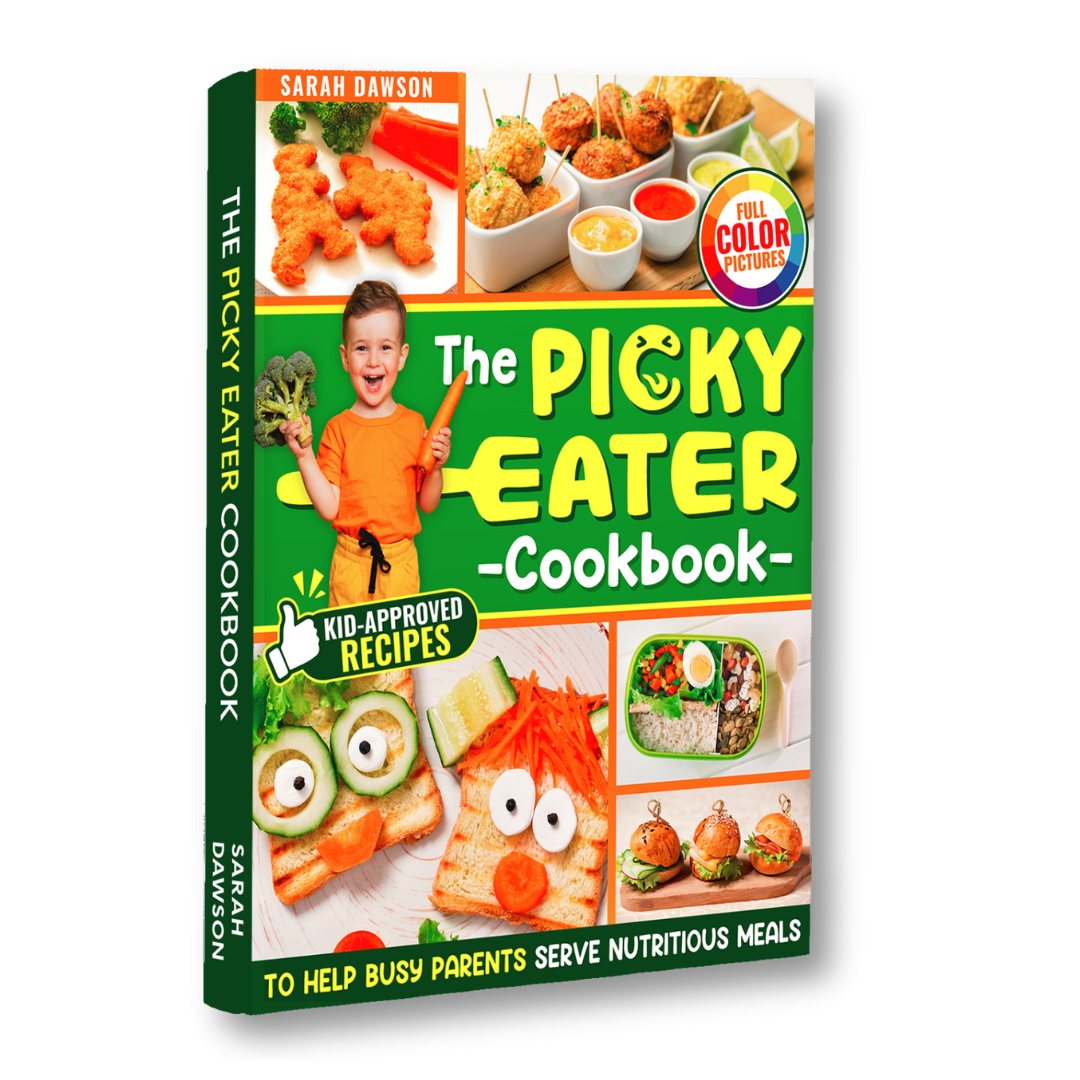 SARAH DAWSON
FULL
COLOR
PICTURES
The PICKY
EATER
-Cookbook-
KID-APPROVED
RECIPES
TO HELP BUSY PARENTS SERVE NUTRITIOUS MEALS
THE PICKY EATER COOKBOOK
SARAH
DAWSON